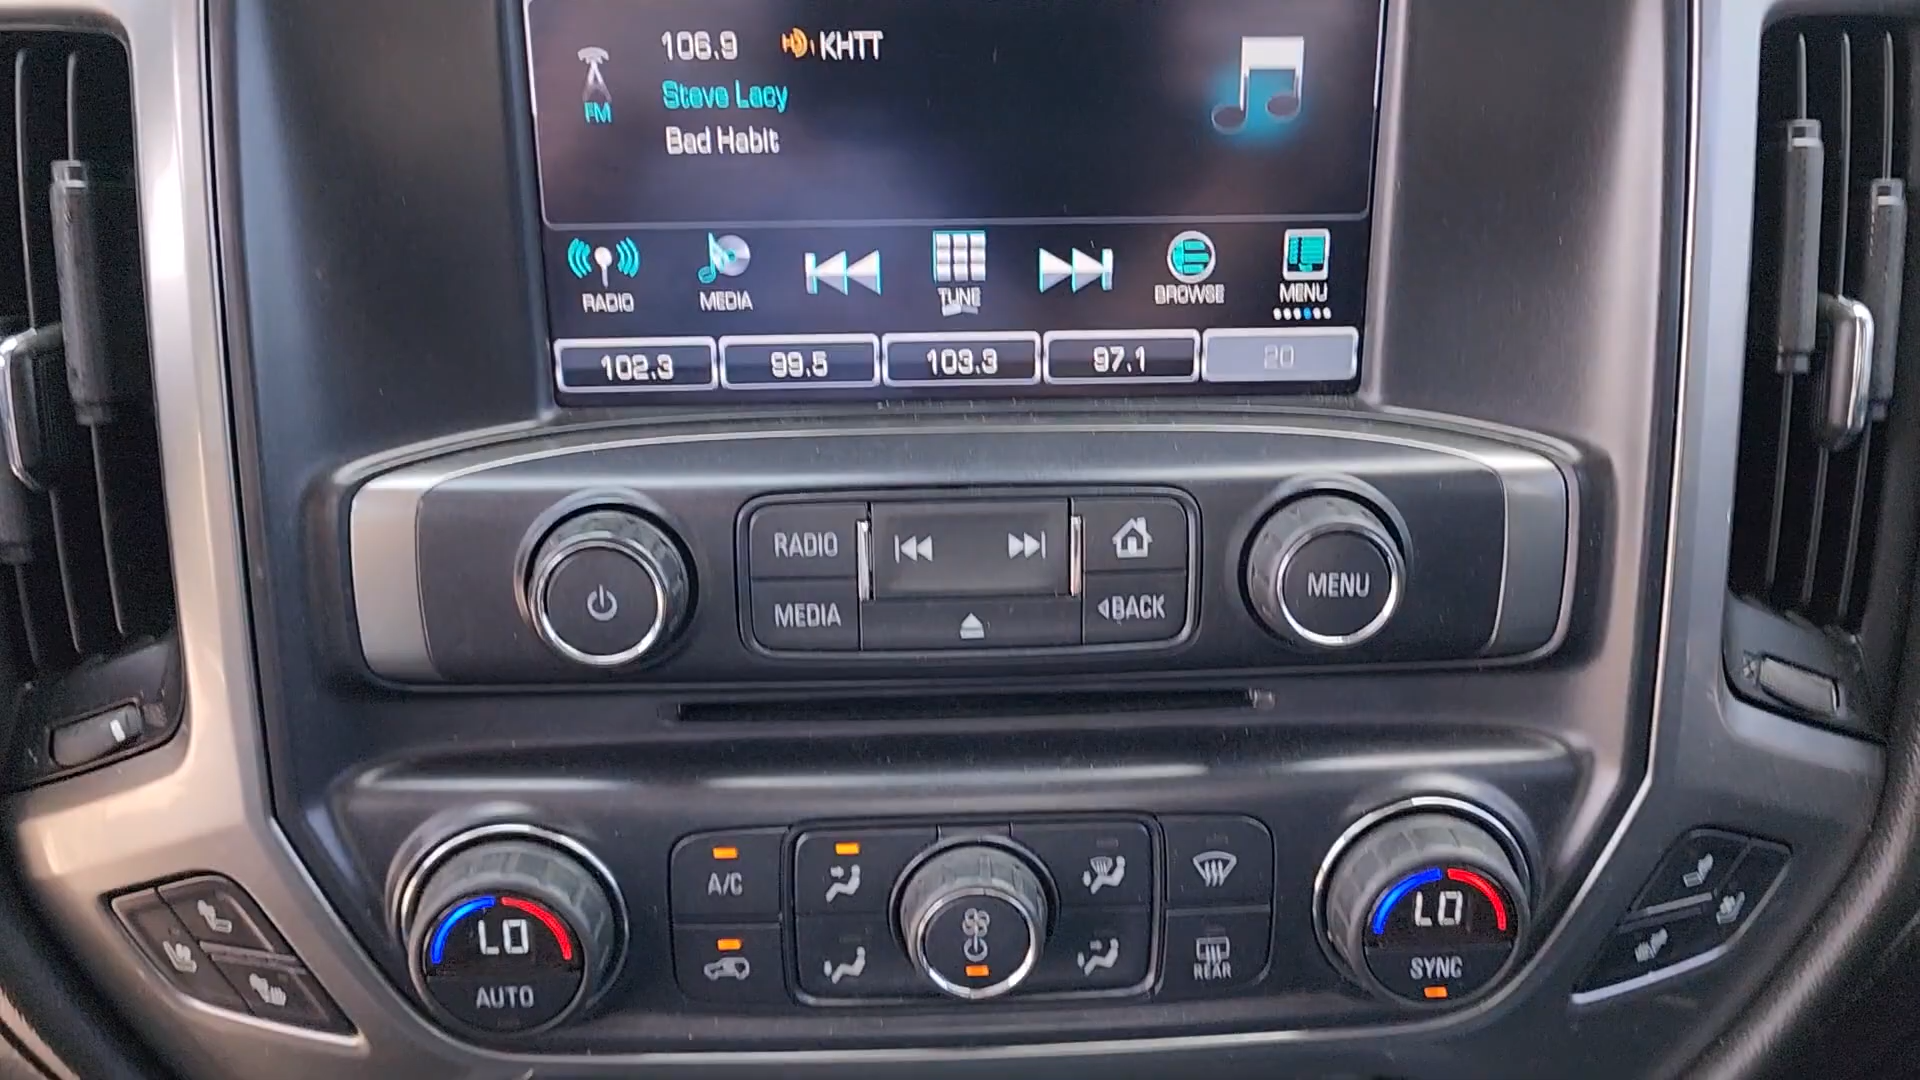 106.9 KHTT
FM
Steve Lacy
Bad Habit
RADIO
MEDIA
TUNE
BROWSE
MENU
102.3
99.5
103.3
97.1
20
RADIO
MEDIA
BACK
MENU
A/C
LO
AUTO
REAR
LO
SYNC